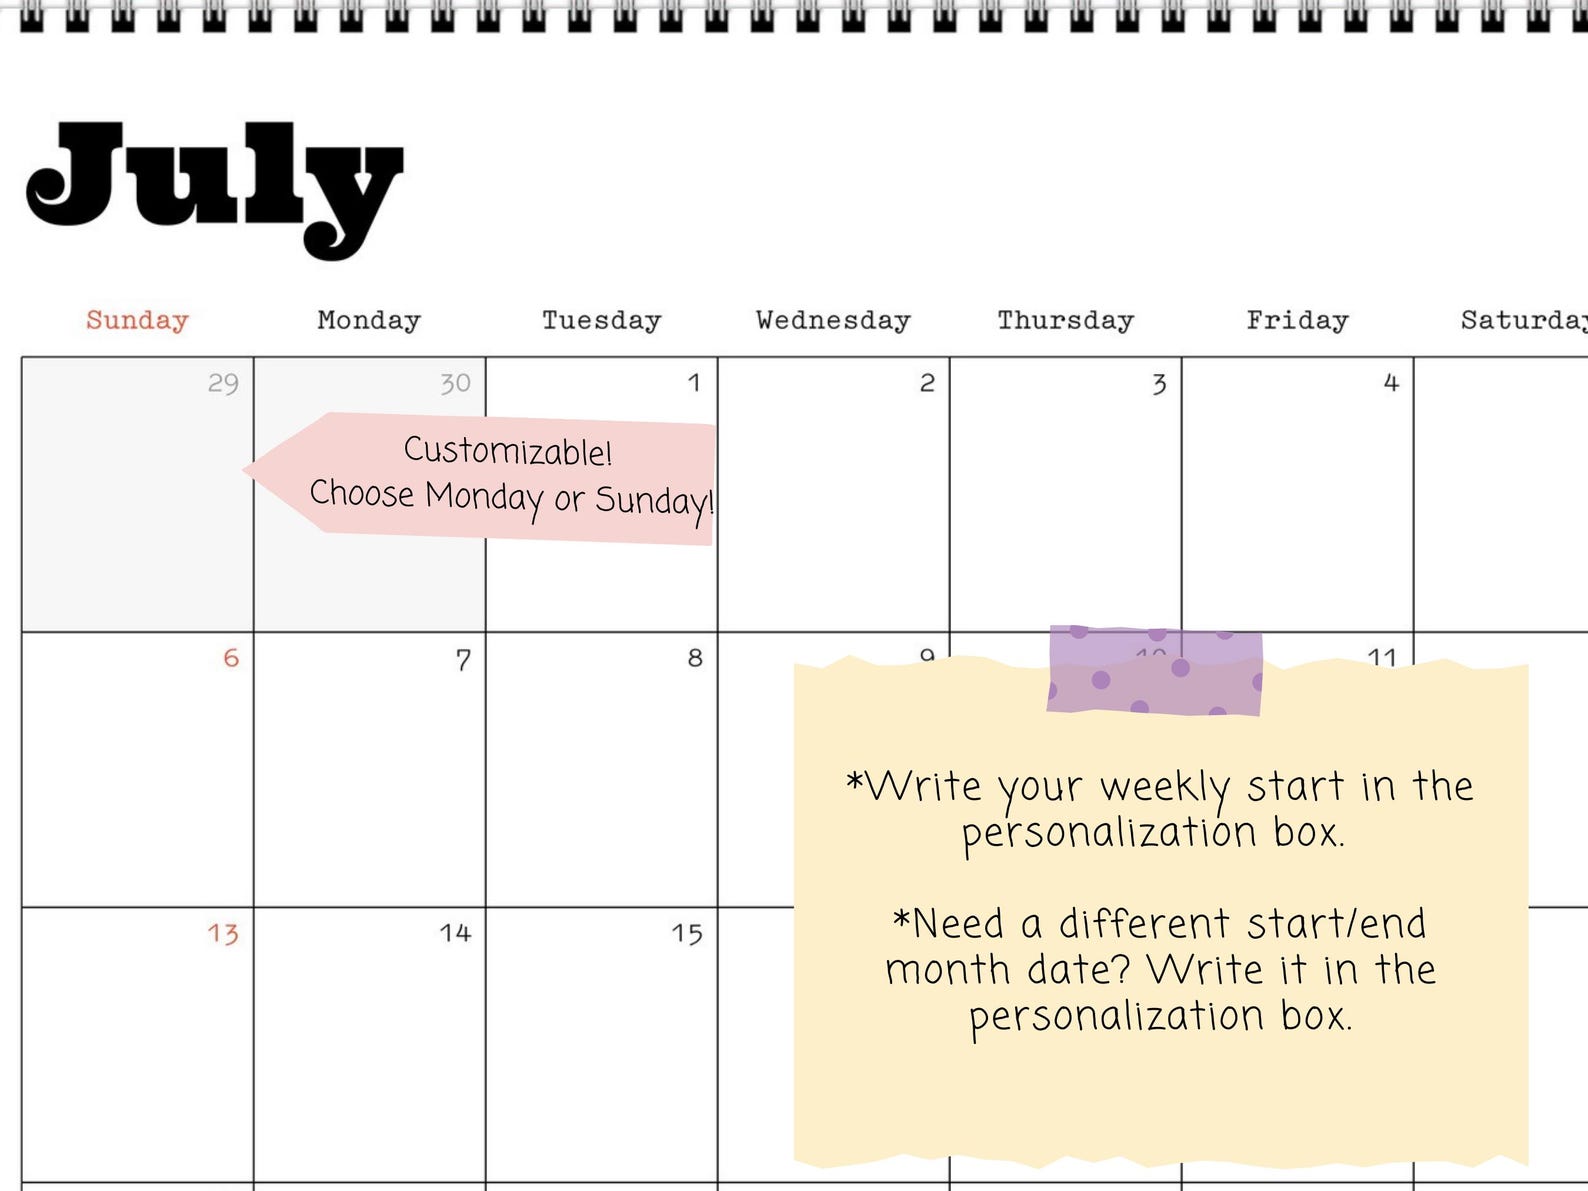 July
Sunday Monday Tuesday Wednesday Thursday Friday Saturday
29 30 1 2 3 4
Customizable!
Choose Monday or Sunday!
6 7 8 9 10 11
*Write your weekly start in the
personalization box.
*Need a different start/end
month date? Write it in the
personalization box.
13 14 15